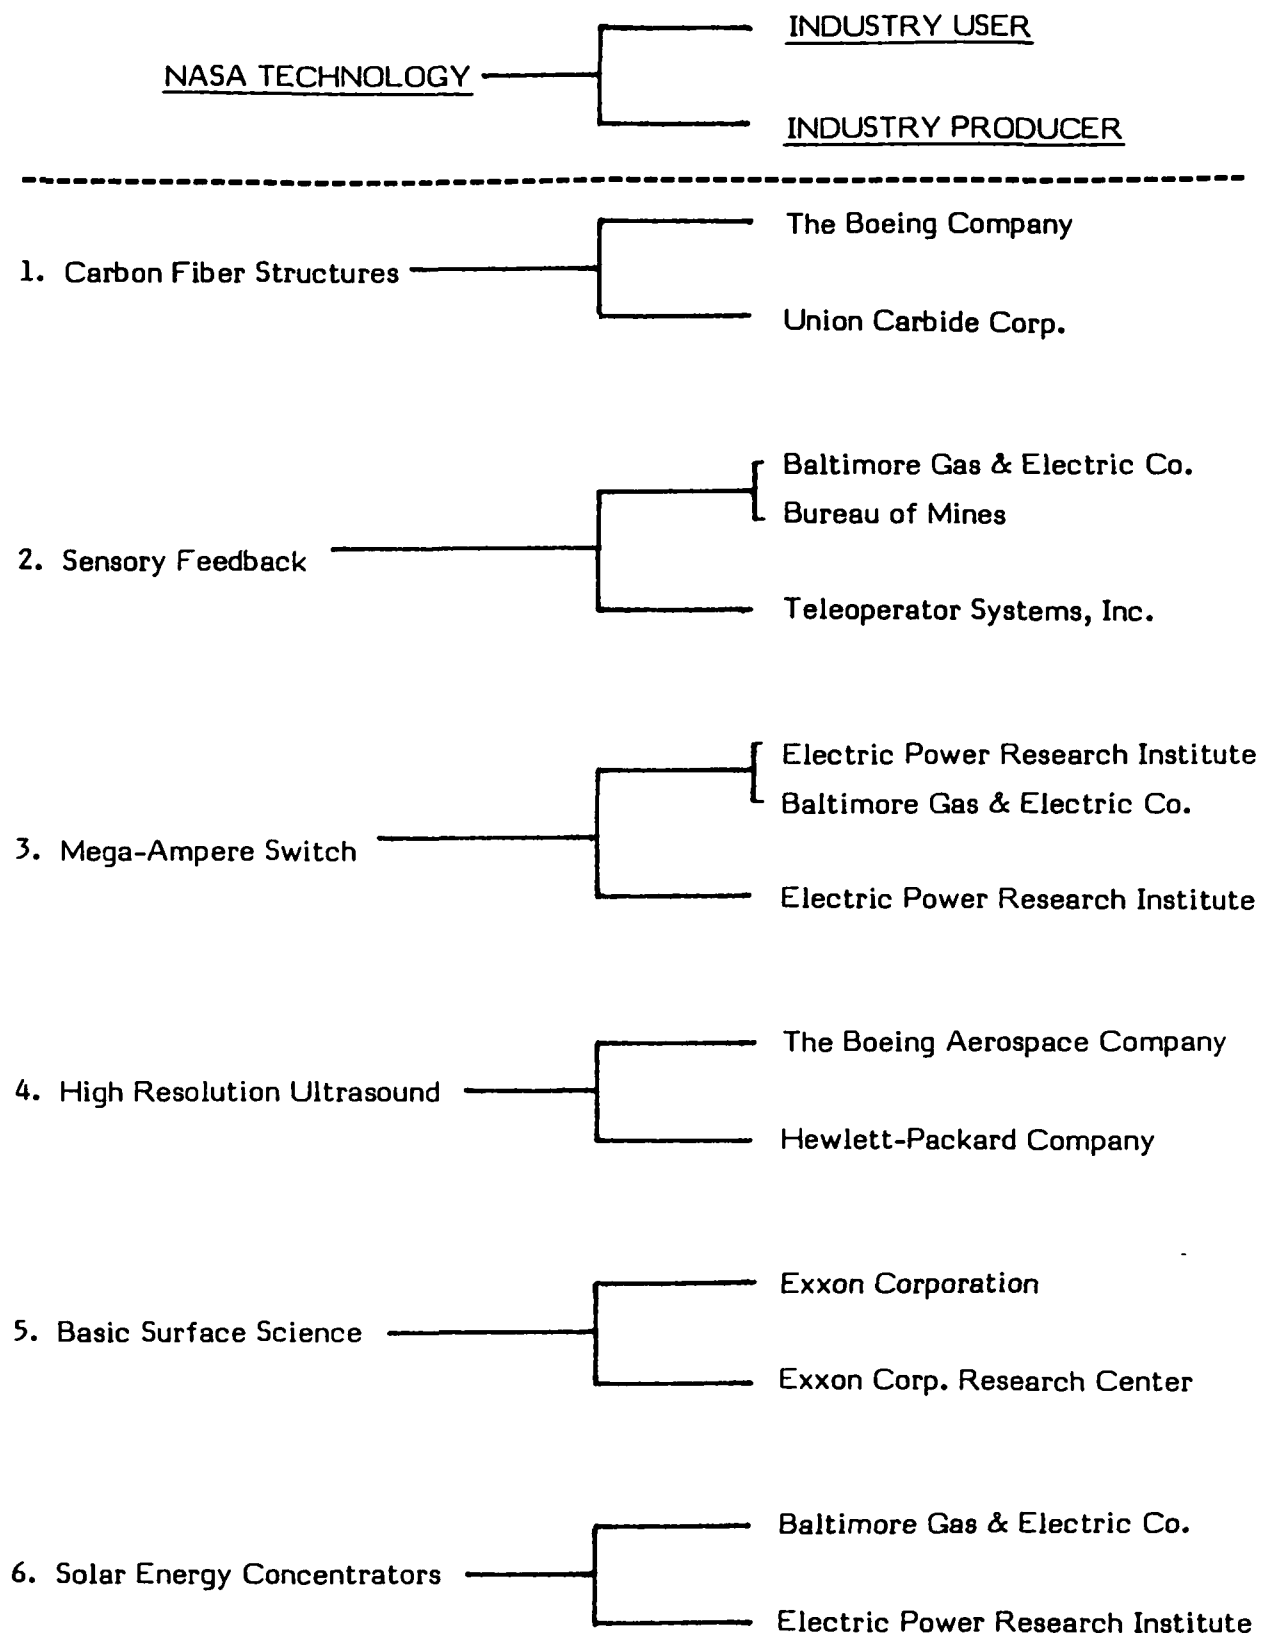 INDUSTRY USER
NASA TECHNOLOGY
INDUSTRY PRODUCER
The Boeing Company
1. Carbon Fiber Structures
Union Carbide Corp.
Baltimore Gas & Electric Co.
Bureau of Mines
2. Sensory Feedback
Teleoperator Systems, Inc.
Electric Power Research Institute
Baltimore Gas & Electric Co.
3. Mega-Ampere Switch
Electric Power Research Institute
The Boeing Aerospace Company
4. High Resolution Ultrasound
Hewlett-Packard Company
Exxon Corporation
5. Basic Surface Science
Exxon Corp. Research Center
Baltimore Gas & Electric Co.
6. Solar Energy Concentrators
Electric Power Research Institute